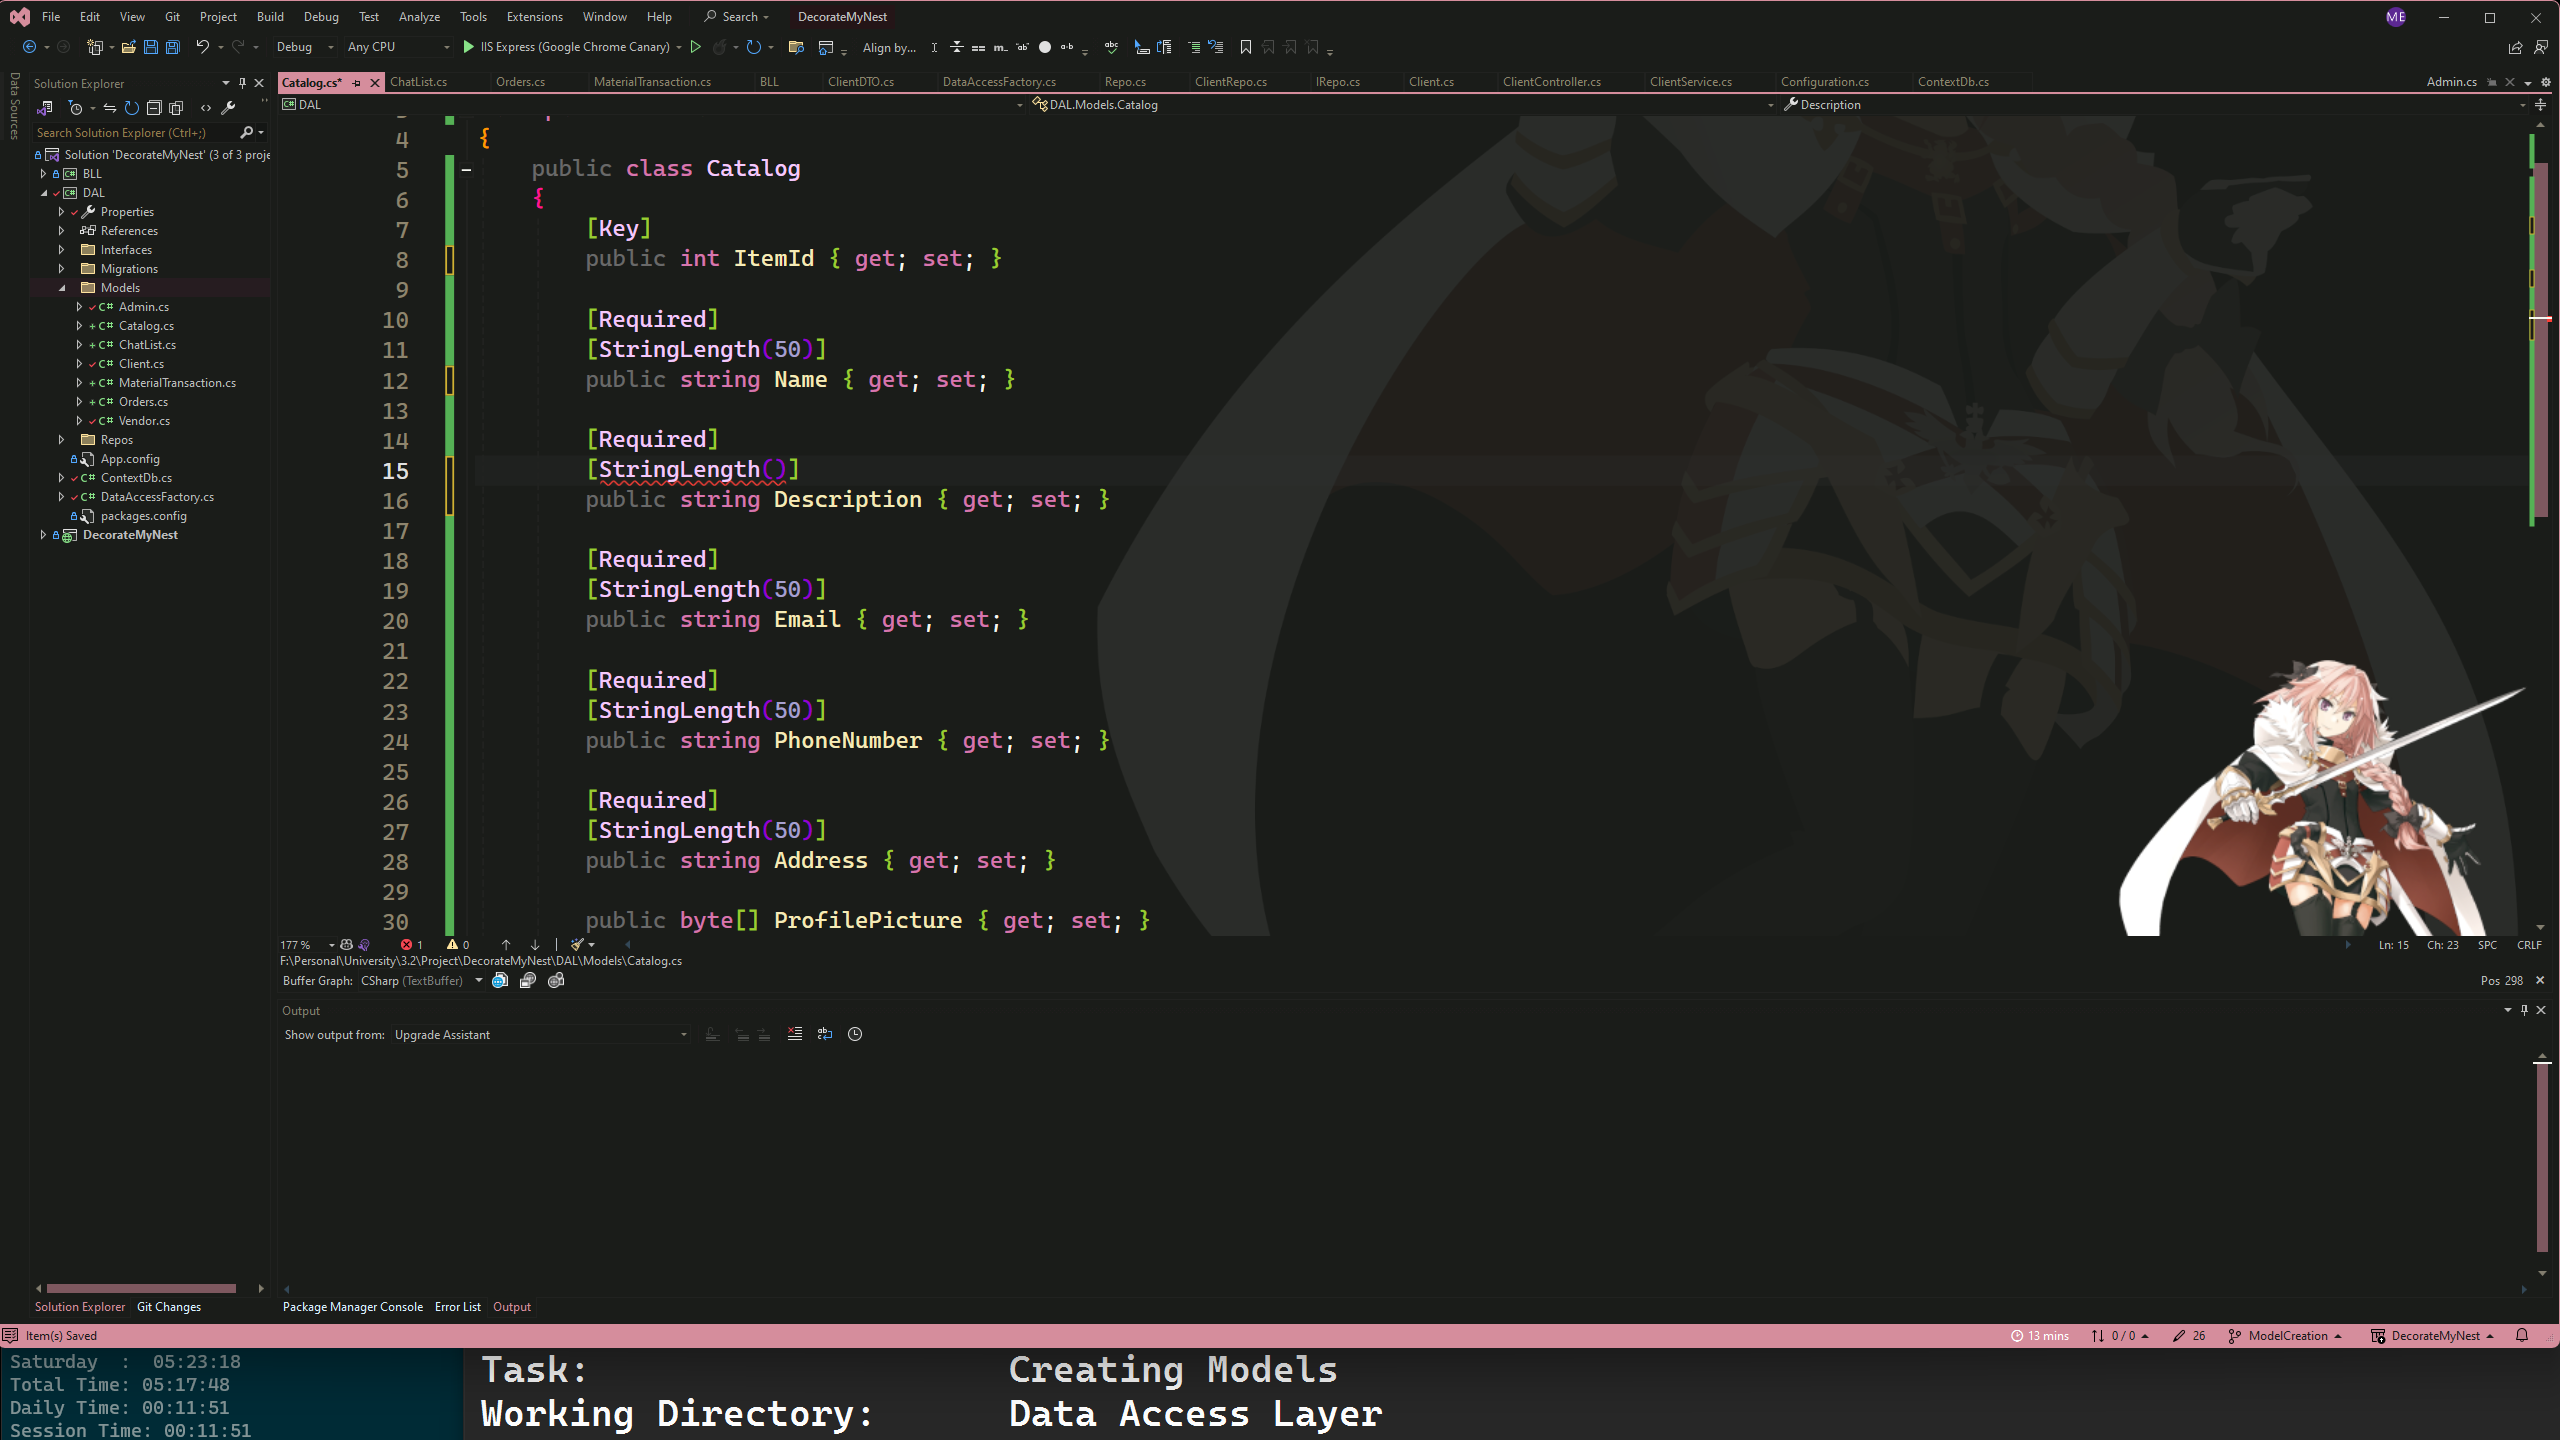 File Edit View Git Project Build Debug Test Analyze Tools Extensions Window Help Search DecorateMyNest ME
Debug Any CPU IIS Express (Google Chrome Canary) Align by...
Data Sources
Solution Explorer
Catalog.cs* ChatList.cs Orders.cs MaterialTransaction.cs BLL ClientDTO.cs DataAccessFactory.cs Repo.cs ClientRepo.cs IRepo.cs Client.cs ClientController.cs ClientService.cs Configuration.cs ContextDb.cs Admin.cs
DAL DAL.Models.Catalog Description
Search Solution Explorer (Ctrl+;)
Solution 'DecorateMyNest' (3 of 3 proje
C# BLL
C# DAL
Properties
References
Interfaces
Migrations
Models
C# Admin.cs
C# Catalog.cs
C# ChatList.cs
C# Client.cs
C# MaterialTransaction.cs
C# Orders.cs
C# Vendor.cs
Repos
App.config
C# ContextDb.cs
C# DataAccessFactory.cs
packages.config
DecorateMyNest
4 {
5 public class Catalog
6 {
7 [Key]
8 public int ItemId { get; set; }
9
10 [Required]
11 [StringLength(50)]
12 public string Name { get; set; }
13
14 [Required]
15 [StringLength()]
16 public string Description { get; set; }
17
18 [Required]
19 [StringLength(50)]
20 public string Email { get; set; }
21
22 [Required]
23 [StringLength(50)]
24 public string PhoneNumber { get; set; }
25
26 [Required]
27 [StringLength(50)]
28 public string Address { get; set; }
29
30 public byte[] ProfilePicture { get; set; }
177 % 1 0 Ln: 15 Ch: 23 SPC CRLF
F:\Personal\University\3.2\Project\DecorateMyNest\DAL\Models\Catalog.cs
Buffer Graph: CSharp (TextBuffer) Pos 298
Output
Show output from: Upgrade Assistant
Solution Explorer Git Changes Package Manager Console Error List Output
Item(s) Saved 13 mins 0 / 0 26 ModelCreation DecorateMyNest
Saturday : 05:23:18
Total Time: 05:17:48
Daily Time: 00:11:51
Session Time: 00:11:51
Task: Creating Models
Working Directory: Data Access Layer